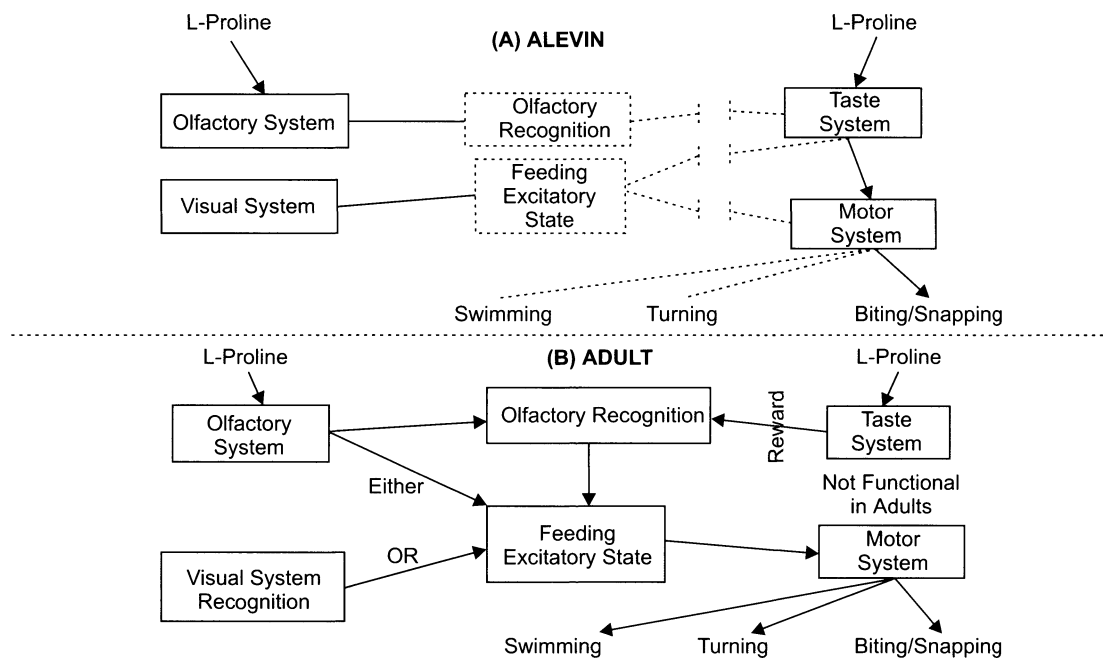 L-Proline
(A) ALEVIN
L-Proline
Olfactory System
Olfactory
Recognition
Taste
System
Visual System
Feeding
Excitatory
State
Motor
System
Swimming
Turning
Biting/Snapping
L-Proline
(B) ADULT
L-Proline
Olfactory
System
Olfactory Recognition
Reward
Taste
System
Either
Not Functional
in Adults
OR
Feeding
Excitatory State
Motor
System
Visual System
Recognition
Swimming
Turning
Biting/Snapping